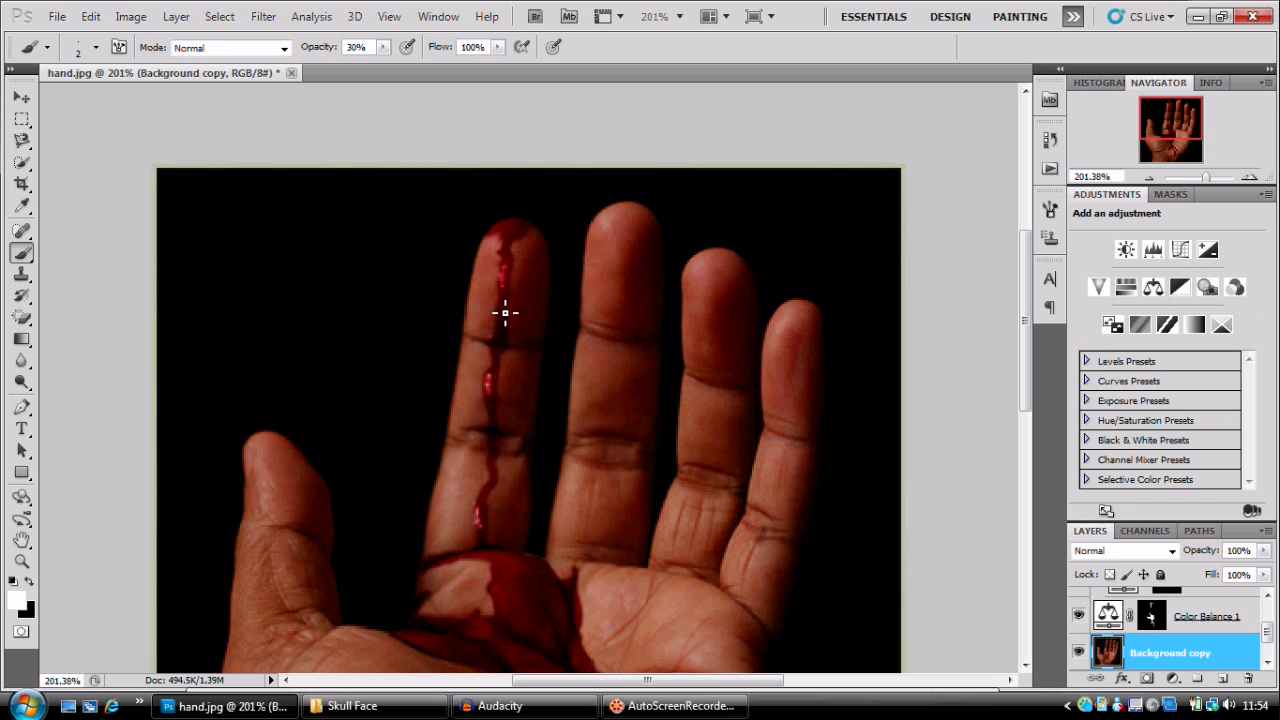 Ps File Edit Image Layer Select Filter Analysis 3D View Window Help Br Mb 201% ESSENTIALS DESIGN PAINTING CS Live
2 Mode: Normal Opacity: 30% Flow: 100%
hand.jpg @ 201% (Background copy, RGB/8#) *
HISTOGRAM NAVIGATOR INFO
Mb
201.38%
ADJUSTMENTS MASKS
Add an adjustment
A
T
Levels Presets
Curves Presets
Exposure Presets
Hue/Saturation Presets
Black & White Presets
Channel Mixer Presets
Selective Color Presets
LAYERS CHANNELS PATHS
Normal Opacity: 100%
Lock: Fill: 100%
Color Balance 1
Background copy
201.38% Doc: 494.5K/1.39M
hand.jpg @ 201% (B... Skull Face Audacity AutoScreenRecorde... 11:54